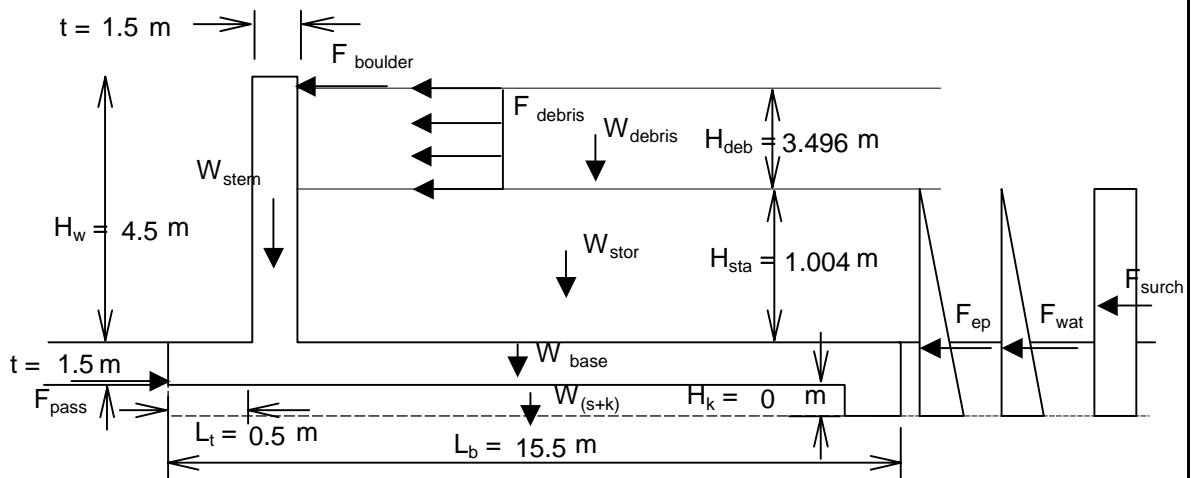 t = 1.5 m
F boulder
F debris
W debris
H deb = 3.496 m
W stem
H w = 4.5 m
W stor
H sta = 1.004 m
F surch
F ep
F wat
t = 1.5 m
W base
F pass
W (s+k)
H k = 0 m
L t = 0.5 m
L b = 15.5 m